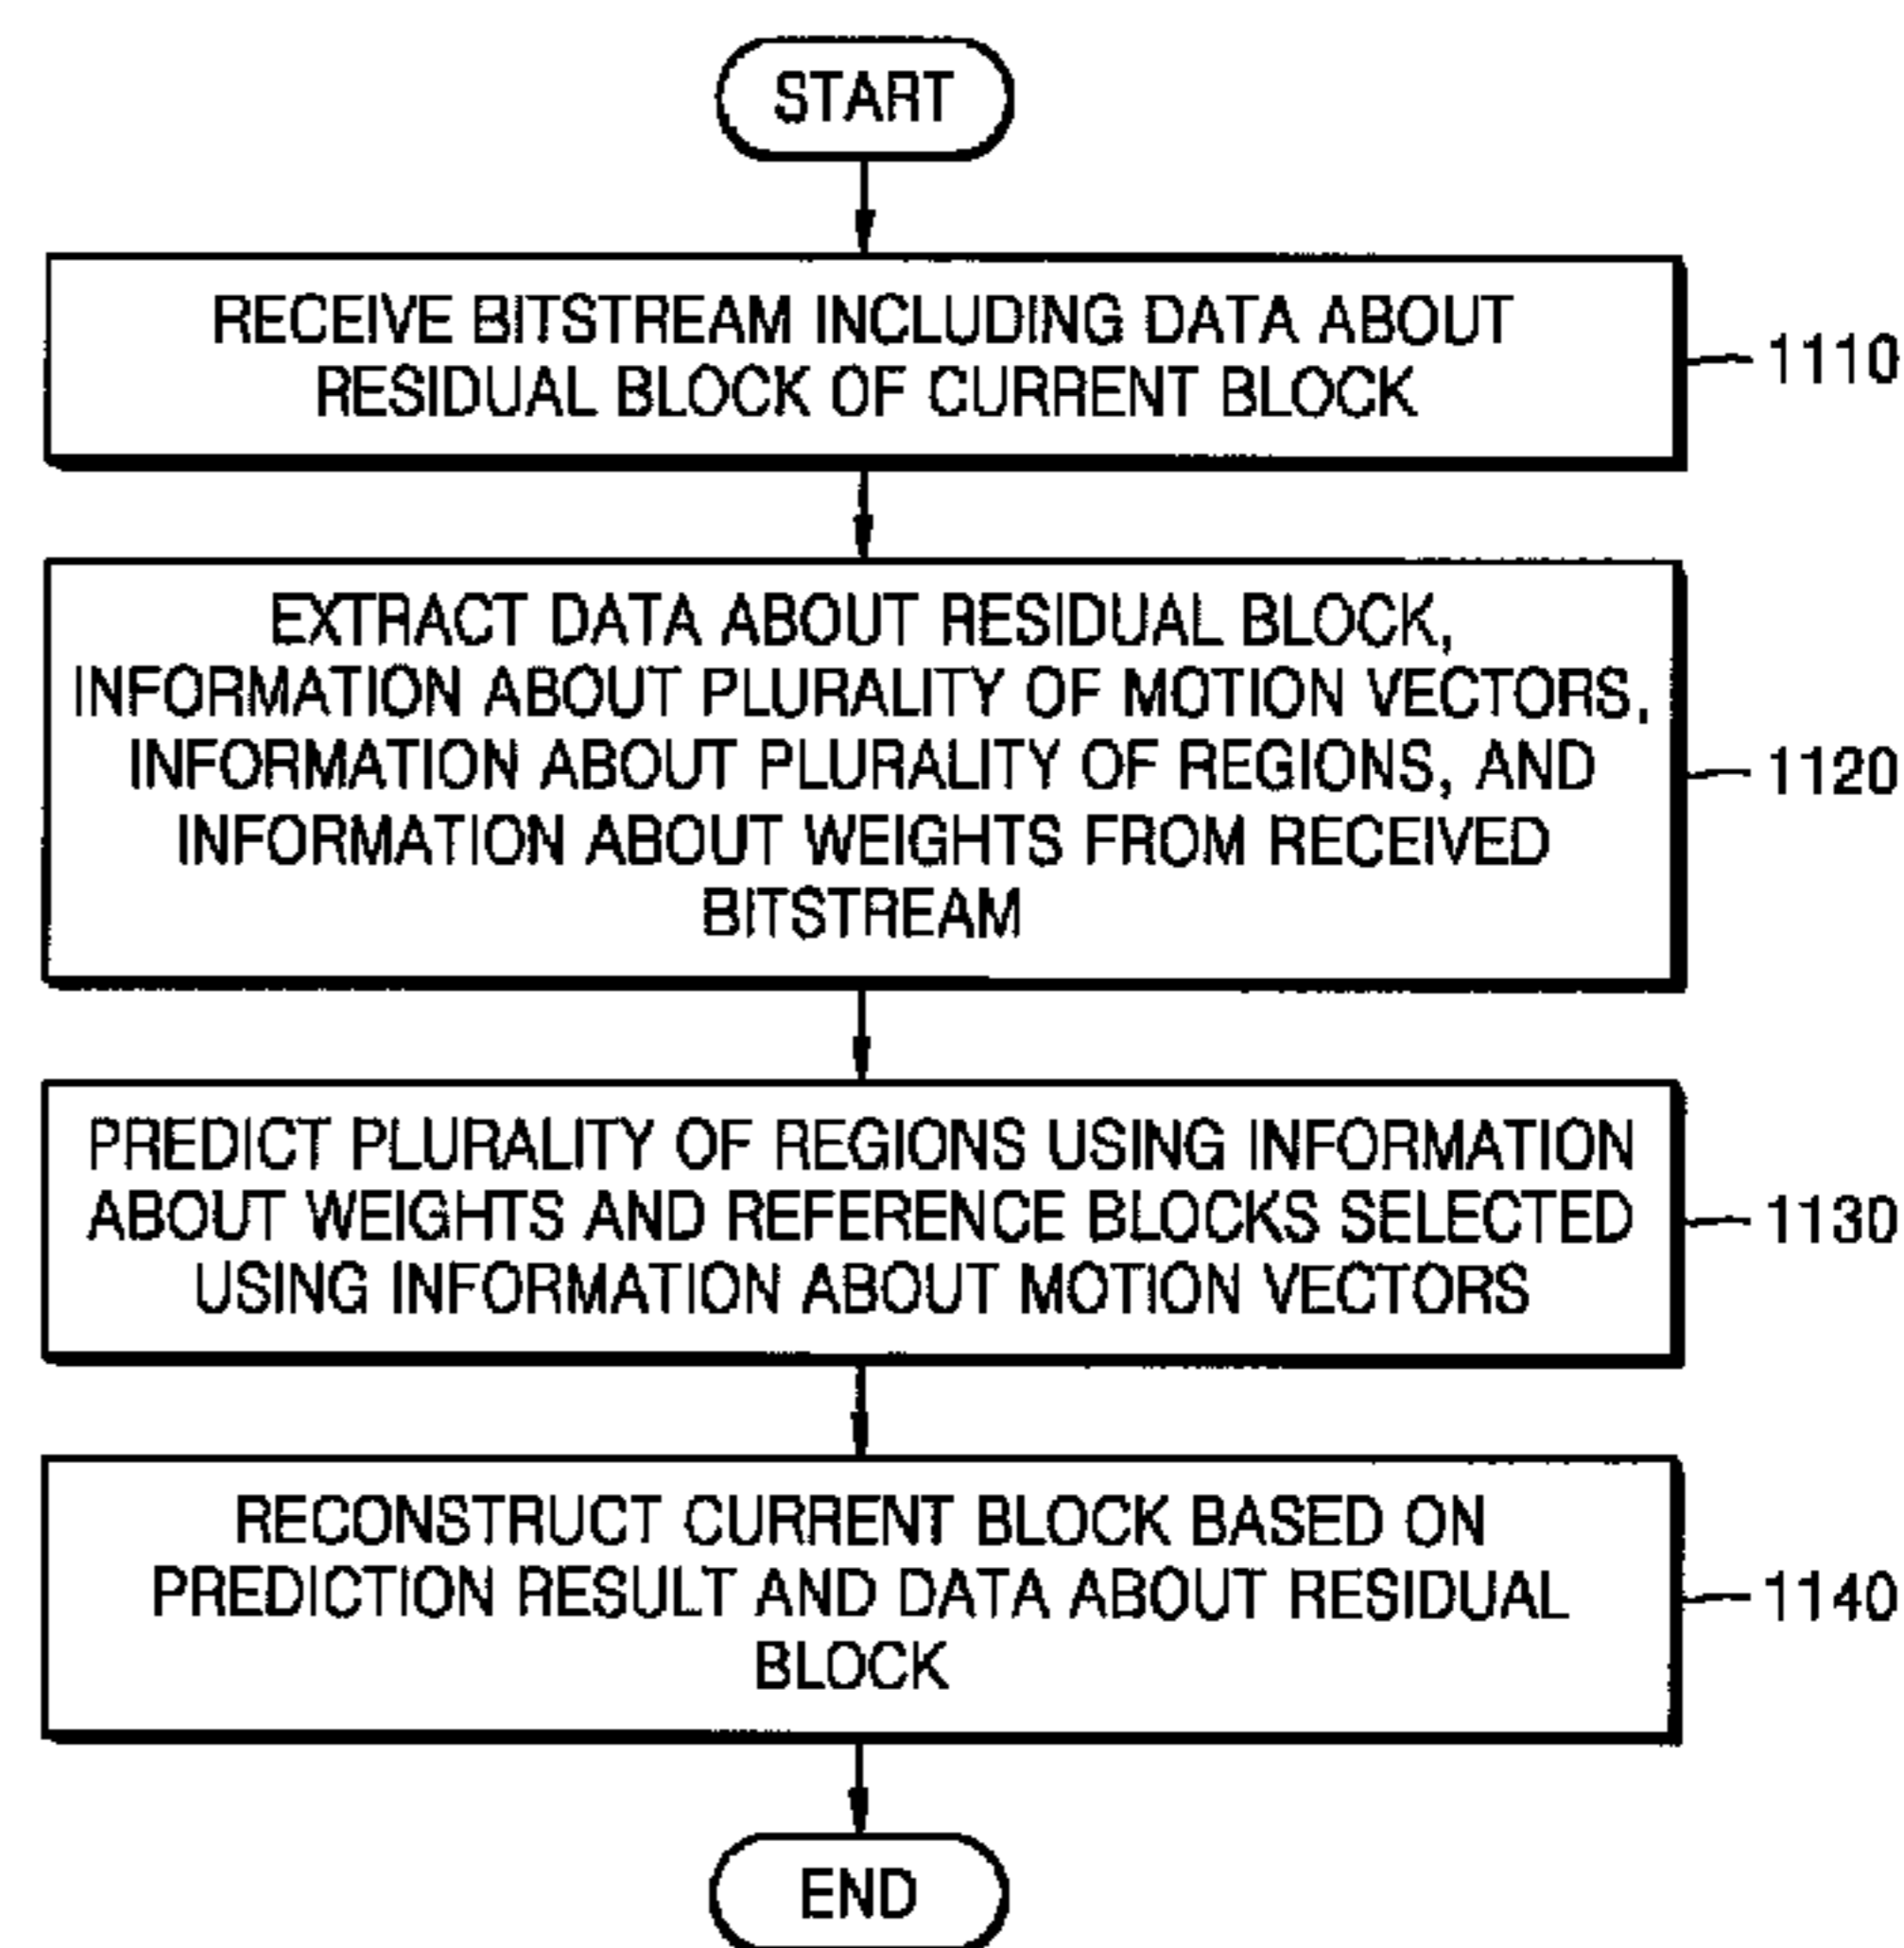 START
RECEIVE BITSTREAM INCLUDING DATA ABOUT
RESIDUAL BLOCK OF CURRENT BLOCK
1110
EXTRACT DATA ABOUT RESIDUAL BLOCK,
INFORMATION ABOUT PLURALITY OF MOTION VECTORS,
INFORMATION ABOUT PLURALITY OF REGIONS, AND
INFORMATION ABOUT WEIGHTS FROM RECEIVED
BITSTREAM
1120
PREDICT PLURALITY OF REGIONS USING INFORMATION
ABOUT WEIGHTS AND REFERENCE BLOCKS SELECTED
USING INFORMATION ABOUT MOTION VECTORS
1130
RECONSTRUCT CURRENT BLOCK BASED ON
PREDICTION RESULT AND DATA ABOUT RESIDUAL
BLOCK
1140
END